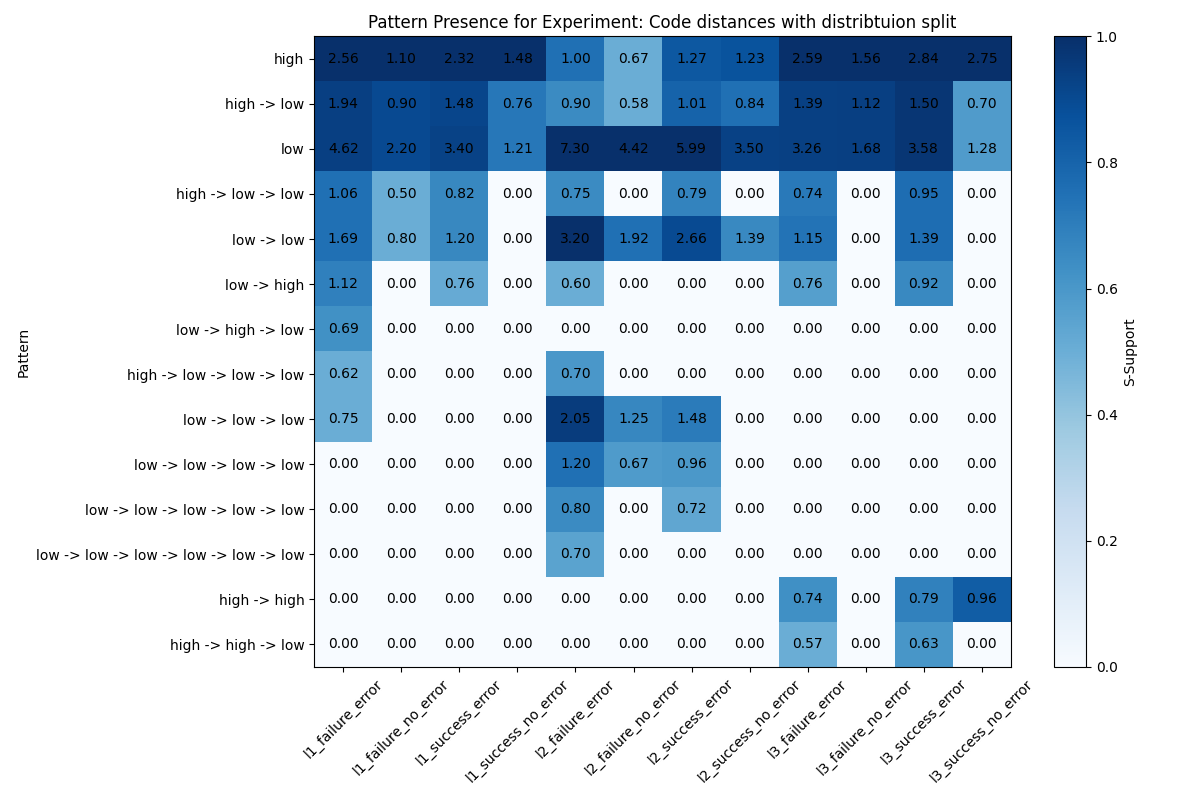 Pattern Presence for Experiment: Code distances with distribtuion split
high 2.56 1.10 2.32 1.48 1.00 0.67 1.27 1.23 2.59 1.56 2.84 2.75
high -> low 1.94 0.90 1.48 0.76 0.90 0.58 1.01 0.84 1.39 1.12 1.50 0.70
low 4.62 2.20 3.40 1.21 7.30 4.42 5.99 3.50 3.26 1.68 3.58 1.28
high -> low -> low 1.06 0.50 0.82 0.00 0.75 0.00 0.79 0.00 0.74 0.00 0.95 0.00
low -> low 1.69 0.80 1.20 0.00 3.20 1.92 2.66 1.39 1.15 0.00 1.39 0.00
low -> high 1.12 0.00 0.76 0.00 0.60 0.00 0.00 0.00 0.76 0.00 0.92 0.00
low -> high -> low 0.69 0.00 0.00 0.00 0.00 0.00 0.00 0.00 0.00 0.00 0.00 0.00
high -> low -> low -> low 0.62 0.00 0.00 0.00 0.70 0.00 0.00 0.00 0.00 0.00 0.00 0.00
low -> low -> low 0.75 0.00 0.00 0.00 2.05 1.25 1.48 0.00 0.00 0.00 0.00 0.00
low -> low -> low -> low 0.00 0.00 0.00 0.00 1.20 0.67 0.96 0.00 0.00 0.00 0.00 0.00
low -> low -> low -> low -> low 0.00 0.00 0.00 0.00 0.80 0.00 0.72 0.00 0.00 0.00 0.00 0.00
low -> low -> low -> low -> low -> low 0.00 0.00 0.00 0.00 0.70 0.00 0.00 0.00 0.00 0.00 0.00 0.00
high -> high 0.00 0.00 0.00 0.00 0.00 0.00 0.00 0.00 0.74 0.00 0.79 0.96
high -> high -> low 0.00 0.00 0.00 0.00 0.00 0.00 0.00 0.00 0.57 0.00 0.63 0.00
Pattern
l1_failure_error
l1_failure_no_error
l1_success_error
l1_success_no_error
l2_failure_error
l2_failure_no_error
l2_success_error
l2_success_no_error
l3_failure_error
l3_failure_no_error
l3_success_error
l3_success_no_error
1.0
0.8
0.6
0.4
0.2
0.0
S-Support